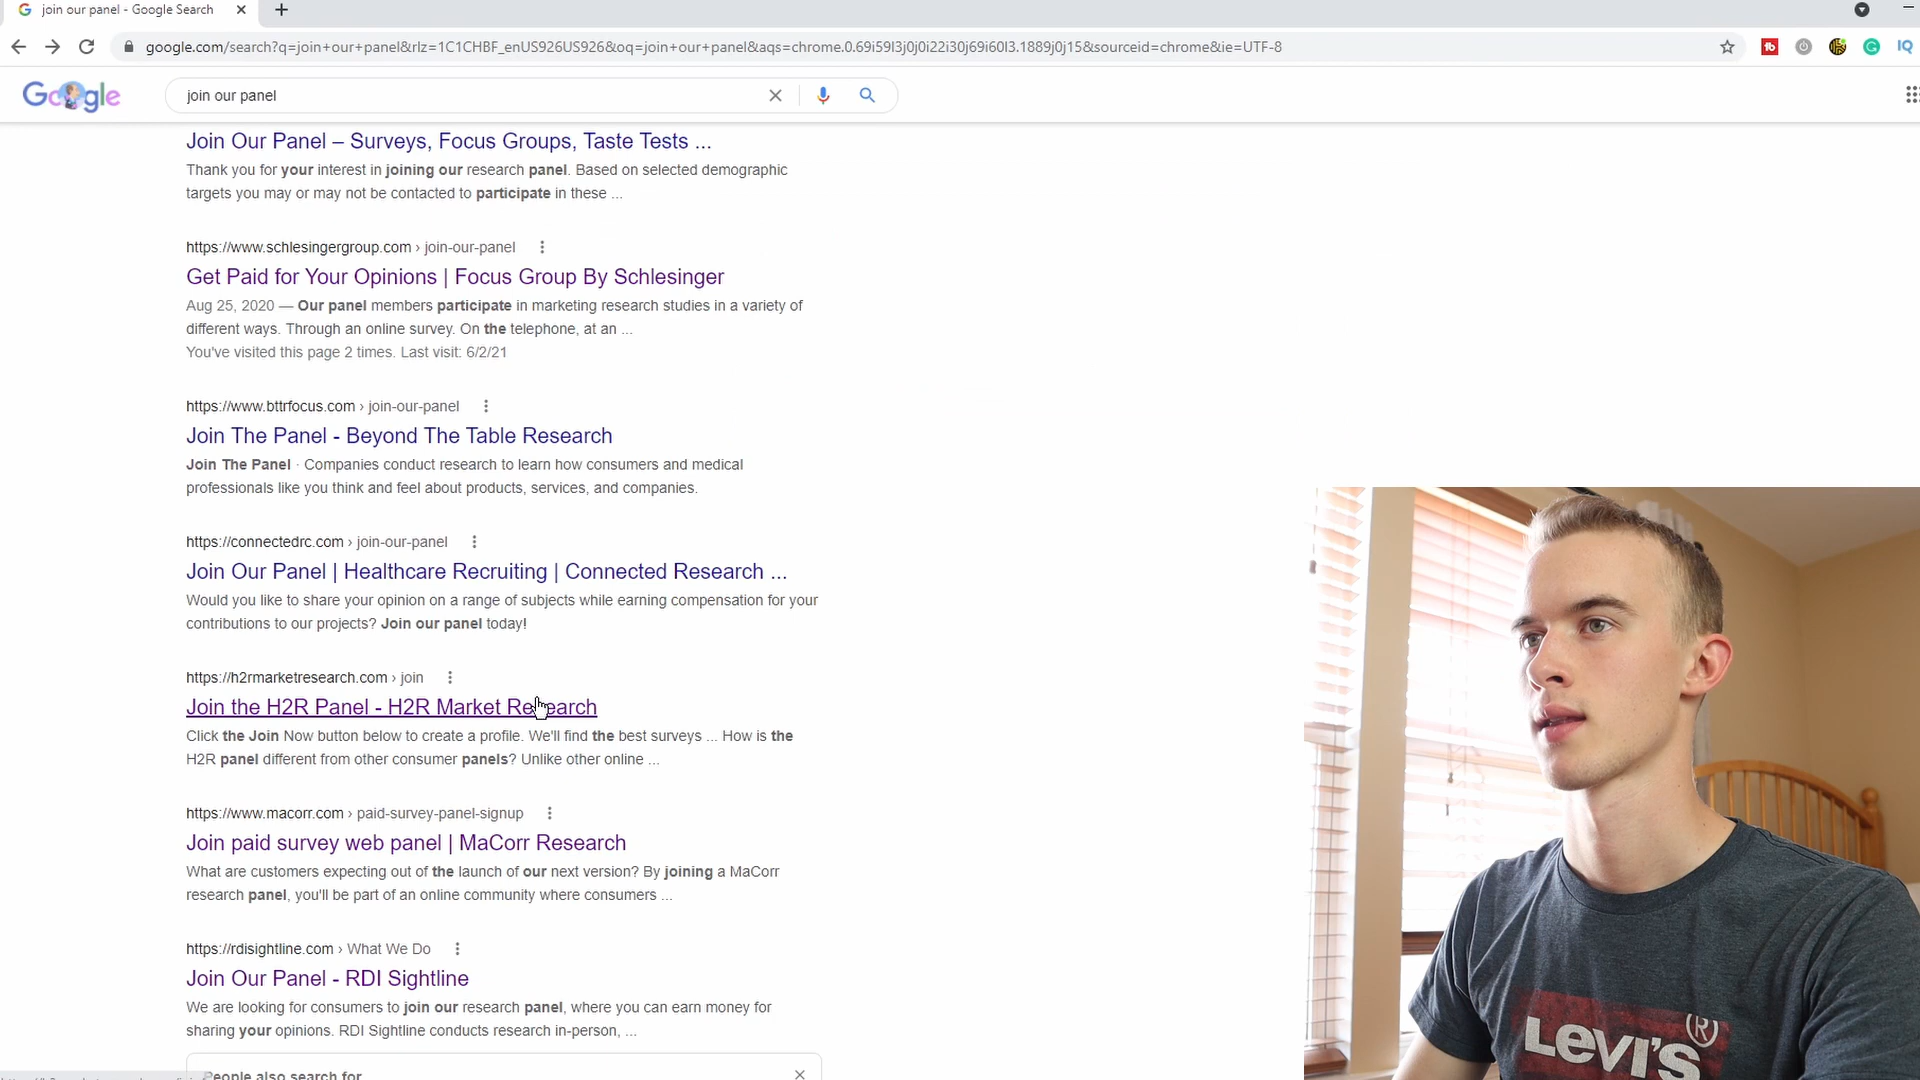 join our panel - Google Search
google.com/search?q=join+our+panel&rlz=1C1CHBF_enUS926US926&oq=join+our+panel&aqs=chrome.0.69i59l3j0j0i22i30j69i60l3.1889j0j15&sourceid=chrome&ie=UTF-8
IQ
Google
join our panel
Join Our Panel – Surveys, Focus Groups, Taste Tests ...
Thank you for your interest in joining our research panel. Based on selected demographic
targets you may or may not be contacted to participate in these ...
https://www.schlesingergroup.com › join-our-panel
Get Paid for Your Opinions | Focus Group By Schlesinger
Aug 25, 2020 — Our panel members participate in marketing research studies in a variety of
different ways. Through an online survey. On the telephone, at an ...
You've visited this page 2 times. Last visit: 6/2/21
https://www.bttrfocus.com › join-our-panel
Join The Panel - Beyond The Table Research
Join The Panel · Companies conduct research to learn how consumers and medical
professionals like you think and feel about products, services, and companies.
https://connectedrc.com › join-our-panel
Join Our Panel | Healthcare Recruiting | Connected Research ...
Would you like to share your opinion on a range of subjects while earning compensation for your
contributions to our projects? Join our panel today!
https://h2rmarketresearch.com › join
Join the H2R Panel - H2R Market Research
Click the Join Now button below to create a profile. We'll find the best surveys ... How is the
H2R panel different from other consumer panels? Unlike other online ...
https://www.macorr.com › paid-survey-panel-signup
Join paid survey web panel | MaCorr Research
What are customers expecting out of the launch of our next version? By joining a MaCorr
research panel, you'll be part of an online community where consumers ...
https://rdisightline.com › What We Do
Join Our Panel - RDI Sightline
We are looking for consumers to join our research panel, where you can earn money for
sharing your opinions. RDI Sightline conducts research in-person, ...
People also search for
LEVI'S ®